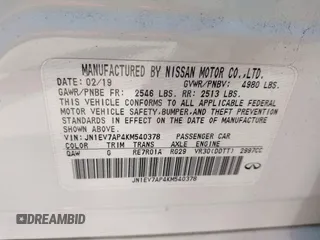 MANUFACTURED BY NISSAN MOTOR CO.,LTD.
DATE: 02/19 GVWR/PNBV: 4980 LBS.
GAWR/PNBE FR: 2546 LBS. RR: 2513 LBS.
THIS VEHICLE CONFORMS TO ALL APPLICABLE FEDERAL
MOTOR VEHICLE SAFETY, BUMPER, AND THEFT PREVENTION
STANDARDS IN EFFECT ON THE DATE OF MANUFACTURE
SHOWN ABOVE.
VIN: JN1EV7AP4KM540378 PASSENGER CAR
COLOR TRIM TRANS AXLE ENGINE
QAW G RE7R01A RG29 VR30(DDTT) 2997CC
JN1EV7AP4KM540378
AUTOHELPERBOT.COM